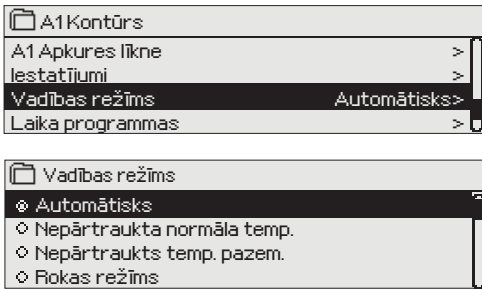 A1 Kontūrs
A1 Apkures līkne >
Iestatījumi >
Vadības režīms Automātisks>
Laika programmas >
Vadības režīms
Automātisks
Nepārtraukta normāla temp.
Nepārtraukts temp. pazem.
Rokas režīms